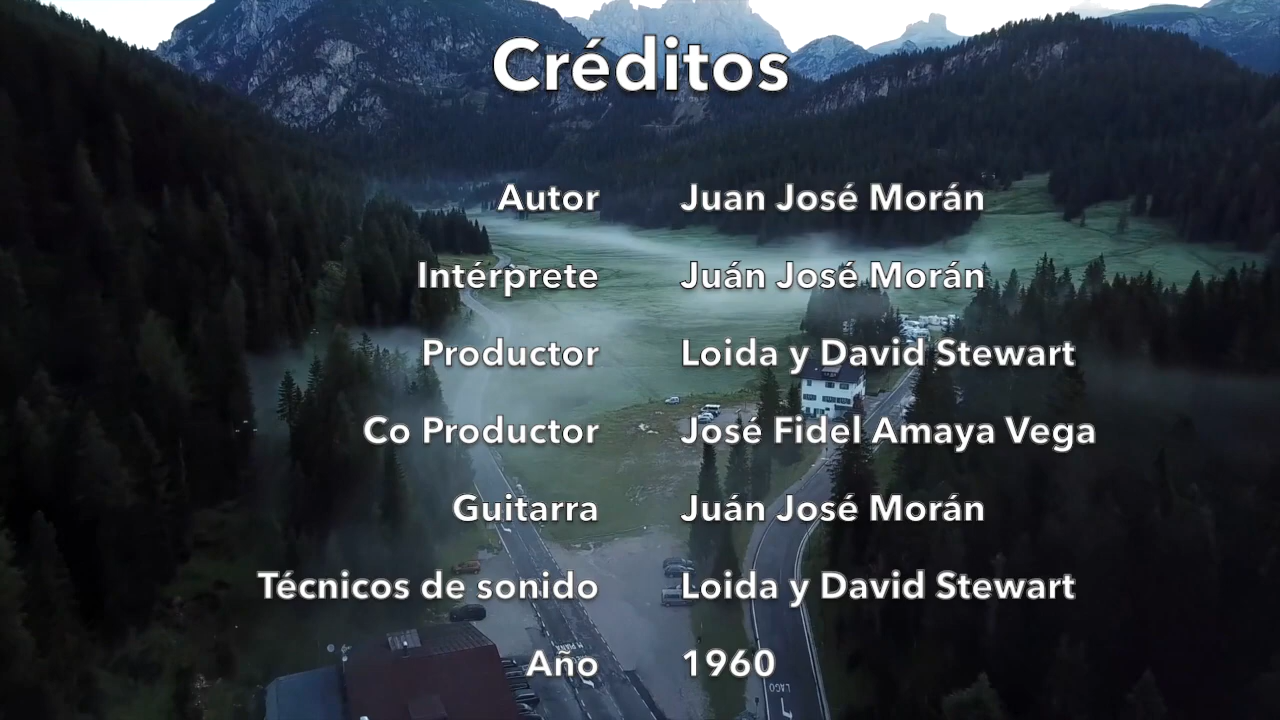 Créditos
Autor Juan José Morán
Intérprete Juán José Morán
Productor Loida y David Stewart
Co Productor José Fidel Amaya Vega
Guitarra Juán José Morán
Técnicos de sonido Loida y David Stewart
Año 1960
LAGO